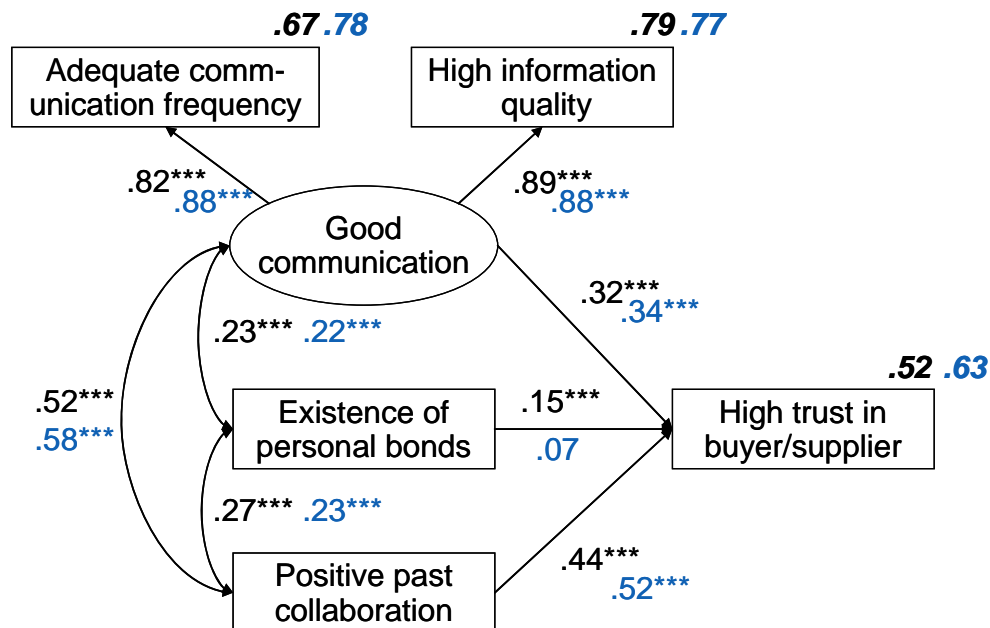 .67 .78
.79 .77
Adequate comm-
unication frequency
High information
quality
.82***
.88***
.89***
.88***
Good
communication
.32***
.34***
.23*** .22***
.52 .63
.52***
.58***
Existence of
personal bonds
.15***
.07
High trust in
buyer/supplier
.27*** .23***
.44***
.52***
Positive past
collaboration